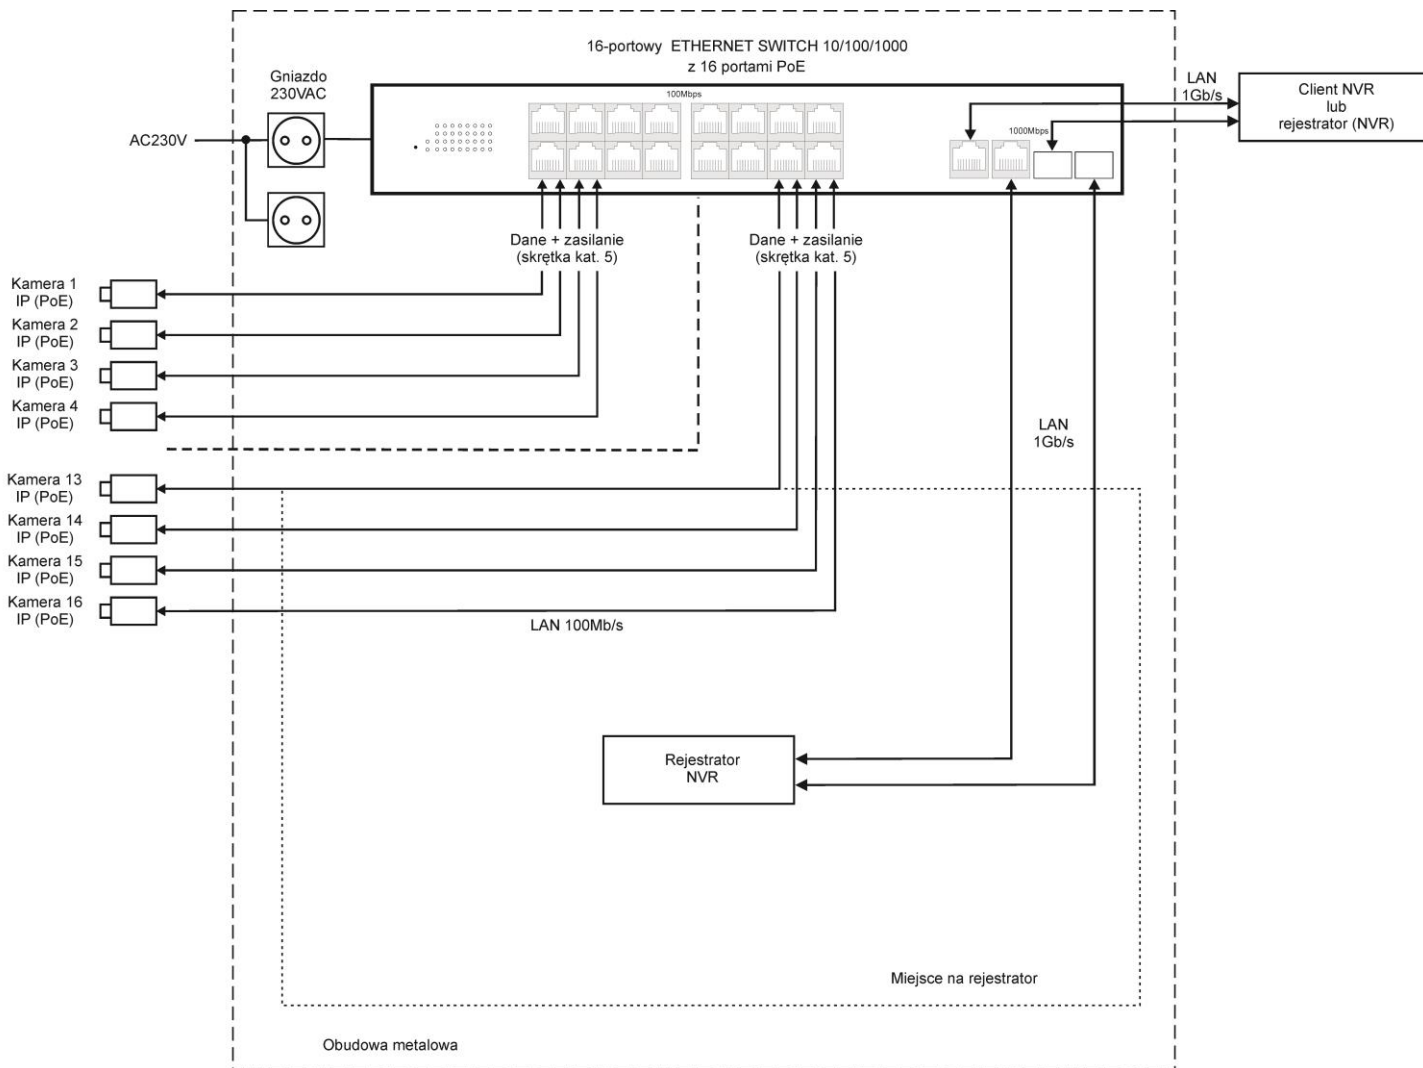 16-portowy ETHERNET SWITCH 10/100/1000
z 16 portami PoE
Gniazdo
230VAC
AC230V
100Mbps
1000Mbps
LAN
1Gb/s
Client NVR
lub
rejestrator (NVR)
Dane + zasilanie
(skrętka kat. 5)
Dane + zasilanie
(skrętka kat. 5)
Kamera 1
IP (PoE)
Kamera 2
IP (PoE)
Kamera 3
IP (PoE)
Kamera 4
IP (PoE)
LAN
1Gb/s
Kamera 13
IP (PoE)
Kamera 14
IP (PoE)
Kamera 15
IP (PoE)
Kamera 16
IP (PoE)
LAN 100Mb/s
Rejestrator
NVR
Miejsce na rejestrator
Obudowa metalowa